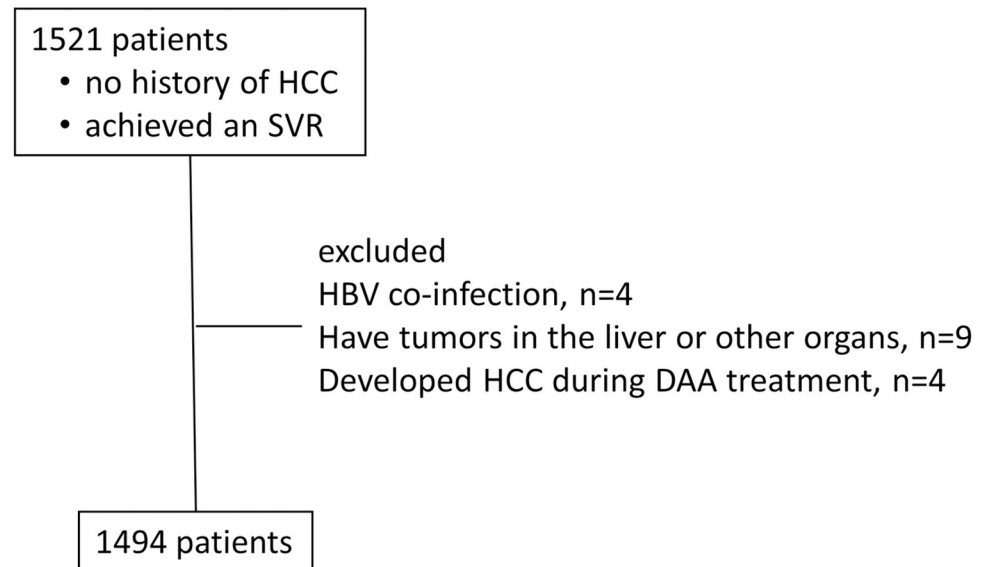 1521 patients
• no history of HCC
• achieved an SVR
excluded
HBV co-infection, n=4
Have tumors in the liver or other organs, n=9
Developed HCC during DAA treatment, n=4
1494 patients